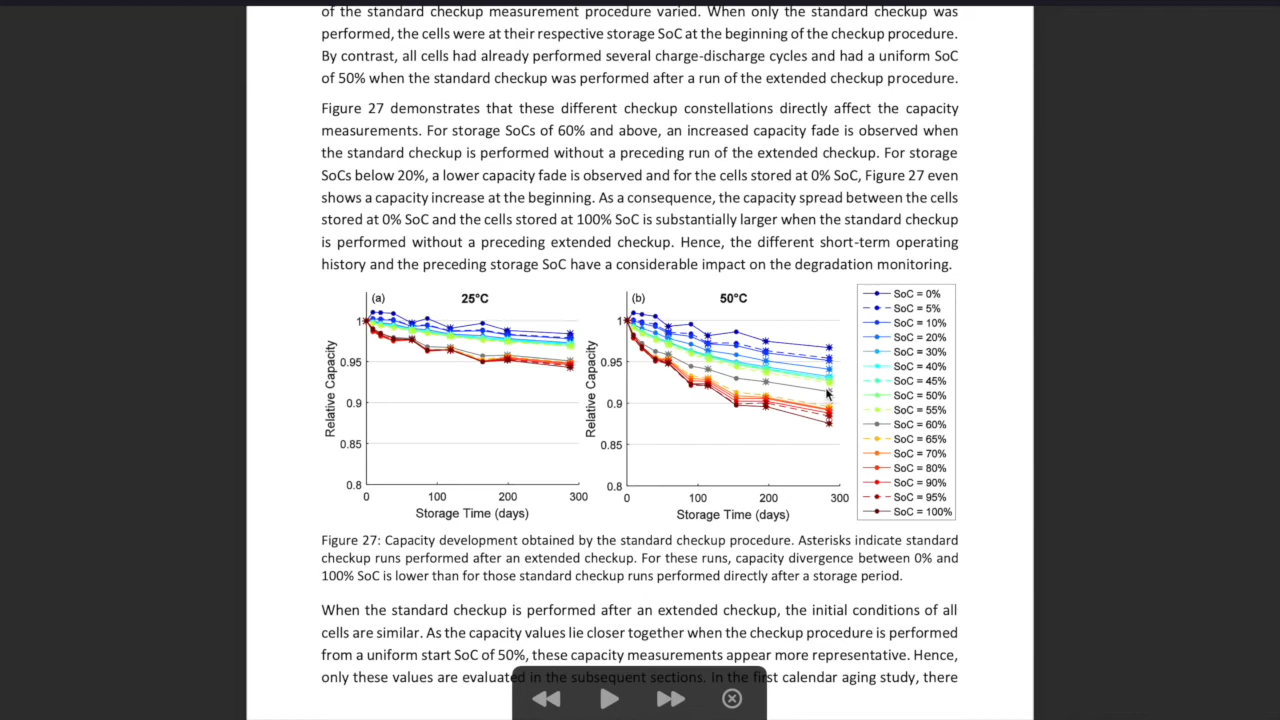 of the standard checkup measurement procedure varied. When only the standard checkup was
performed, the cells were at their respective storage SoC at the beginning of the checkup procedure.
By contrast, all cells had already performed several charge-discharge cycles and had a uniform SoC
of 50% when the standard checkup was performed after a run of the extended checkup procedure.
Figure 27 demonstrates that these different checkup constellations directly affect the capacity
measurements. For storage SoCs of 60% and above, an increased capacity fade is observed when
the standard checkup is performed without a preceding run of the extended checkup. For storage
SoCs below 20%, a lower capacity fade is observed and for the cells stored at 0% SoC, Figure 27 even
shows a capacity increase at the beginning. As a consequence, the capacity spread between the cells
stored at 0% SoC and the cells stored at 100% SoC is substantially larger when the standard checkup
is performed without a preceding extended checkup. Hence, the different short-term operating
history and the preceding storage SoC have a considerable impact on the degradation monitoring.
(a) 25°C
1
0.95
0.9
0.85
0.8
Relative Capacity
0 100 200 300
Storage Time (days)
(b) 50°C
1
0.95
0.9
0.85
0.8
Relative Capacity
0 100 200 300
Storage Time (days)
SoC = 0%
SoC = 5%
SoC = 10%
SoC = 20%
SoC = 30%
SoC = 40%
SoC = 45%
SoC = 50%
SoC = 55%
SoC = 60%
SoC = 65%
SoC = 70%
SoC = 80%
SoC = 90%
SoC = 95%
SoC = 100%
Figure 27: Capacity development obtained by the standard checkup procedure. Asterisks indicate standard
checkup runs performed after an extended checkup. For these runs, capacity divergence between 0% and
100% SoC is lower than for those standard checkup runs performed directly after a storage period.
When the standard checkup is performed after an extended checkup, the initial conditions of all
cells are similar. As the capacity values lie closer together when the checkup procedure is performed
from a uniform start SoC of 50%, these capacity measurements appear more representative. Hence,
only these values are evaluated in the subsequent sections. In the first calendar aging study, there